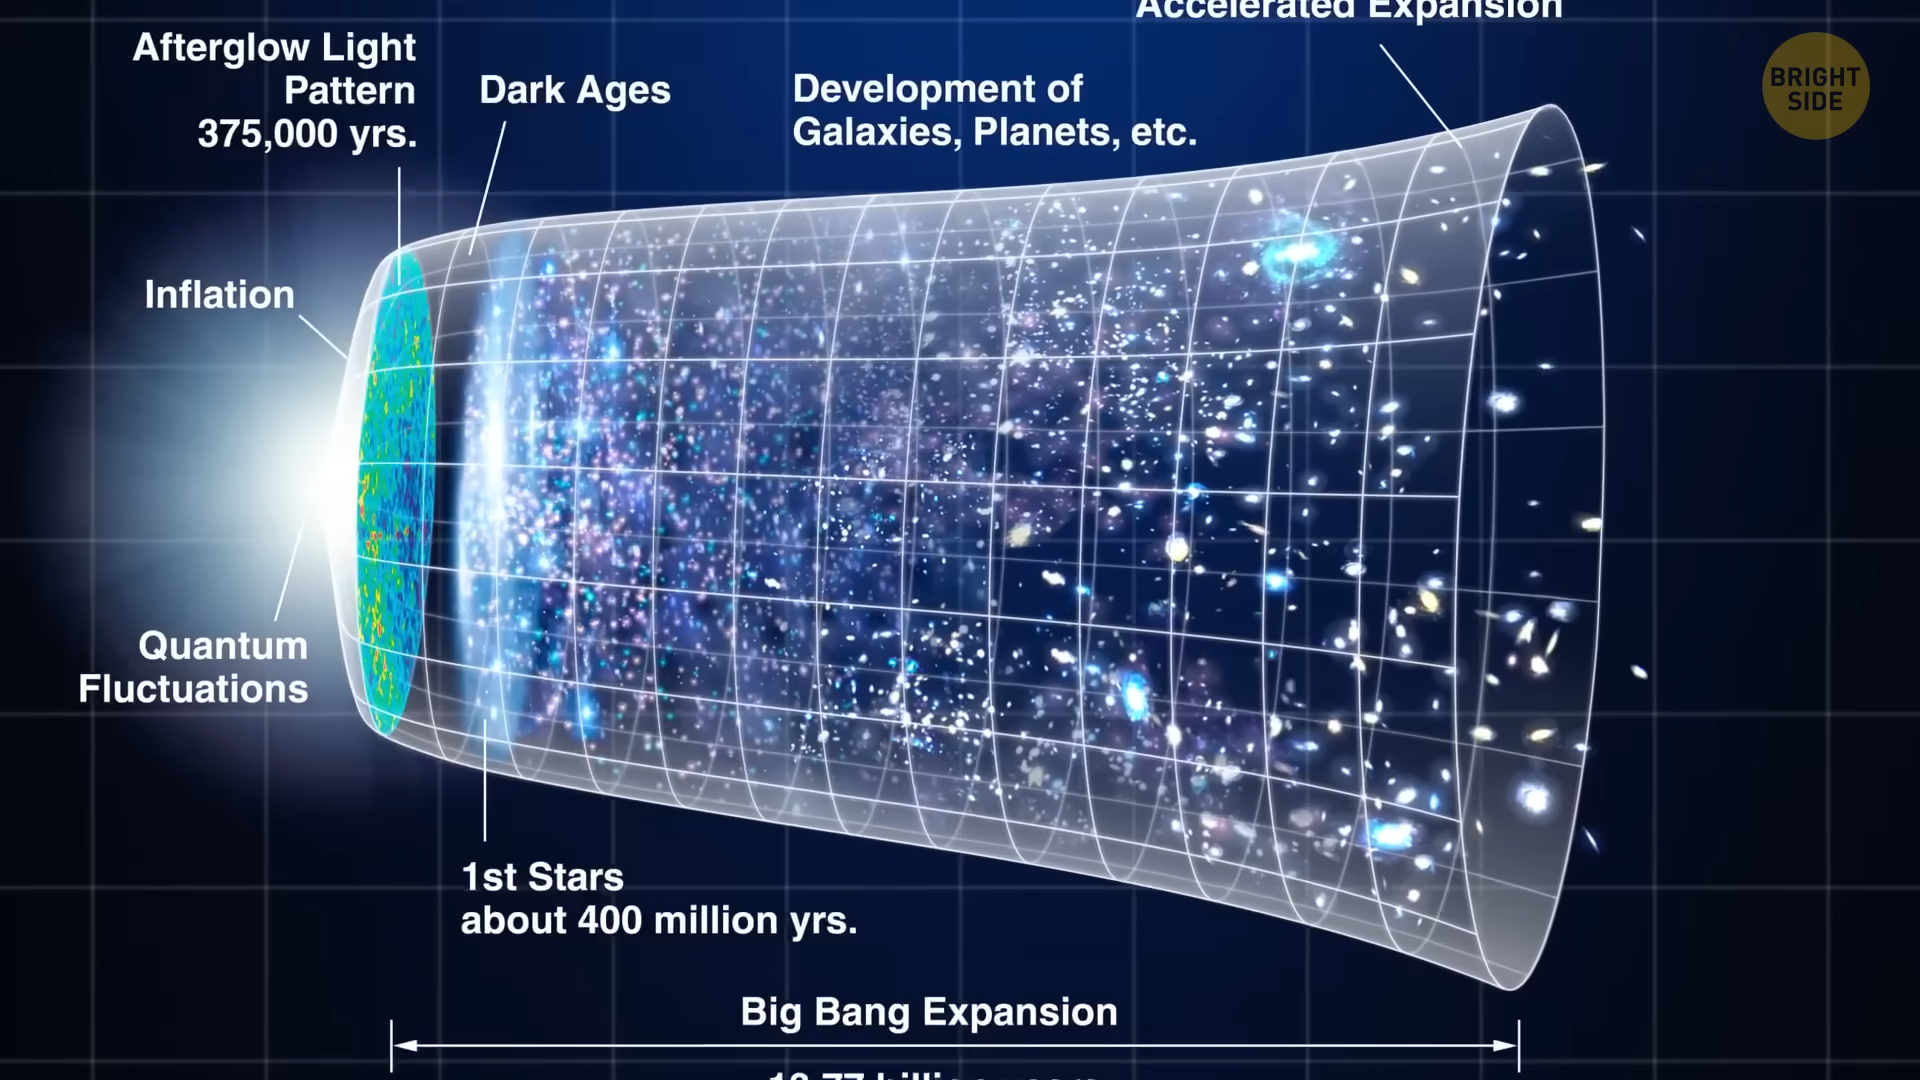 Accelerated Expansion
Afterglow Light
Pattern
375,000 yrs.
Dark Ages
Development of
Galaxies, Planets, etc.
BRIGHT
SIDE
Inflation
Quantum
Fluctuations
1st Stars
about 400 million yrs.
Big Bang Expansion